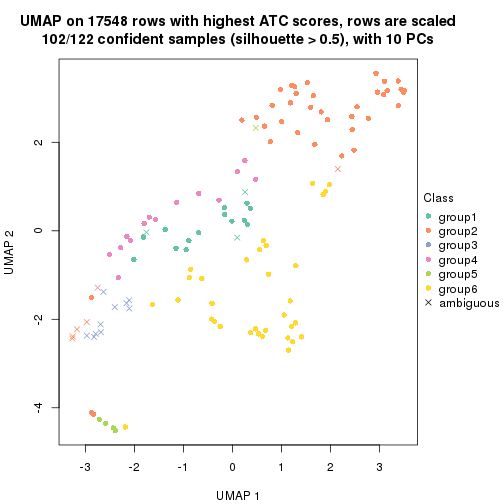 UMAP on 17548 rows with highest ATC scores, rows are scaled
102/122 confident samples (silhouette > 0.5), with 10 PCs
Class
group1
group2
group3
group4
group5
group6
ambiguous
UMAP 2
2
0
-2
-4
-3
-2
-1
0
1
2
3
UMAP 1